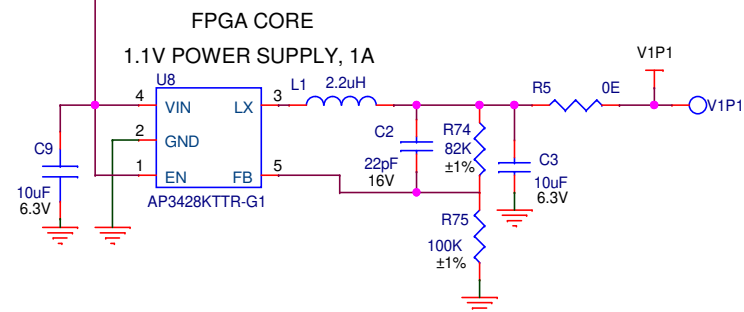 FPGA CORE
1.1V POWER SUPPLY, 1A
U8
4
VIN
LX
3
L1
2.2uH
R5
0E
V1P1
V1P1
2
GND
1
EN
FB
5
AP3428KTTR-G1
C9
10uF
6.3V
C2
22pF
16V
R74
82K
±1%
C3
10uF
6.3V
R75
100K
±1%